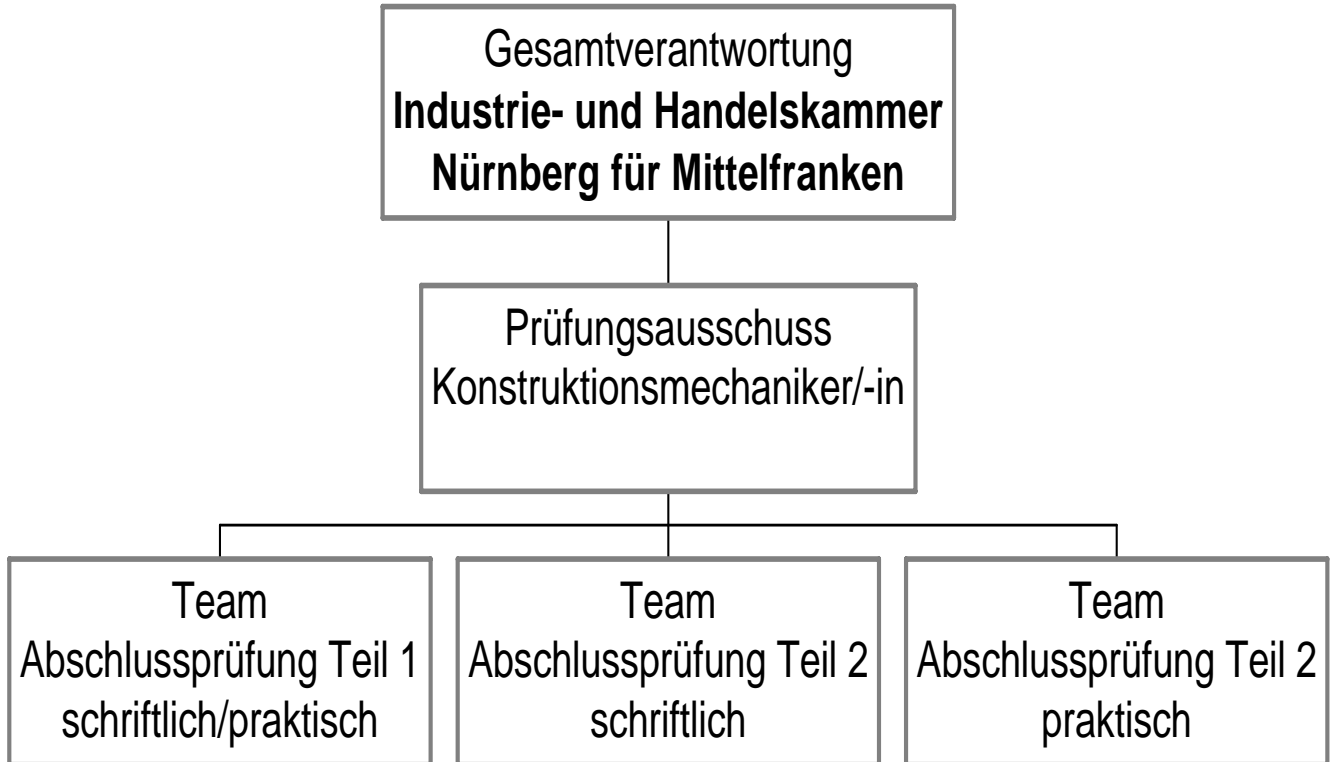 Gesamtverantwortung
Industrie- und Handelskammer
Nürnberg für Mittelfranken
Prüfungsausschuss
Konstruktionsmechaniker/-in
Team
Abschlussprüfung Teil 1
schriftlich/praktisch
Team
Abschlussprüfung Teil 2
schriftlich
Team
Abschlussprüfung Teil 2
praktisch